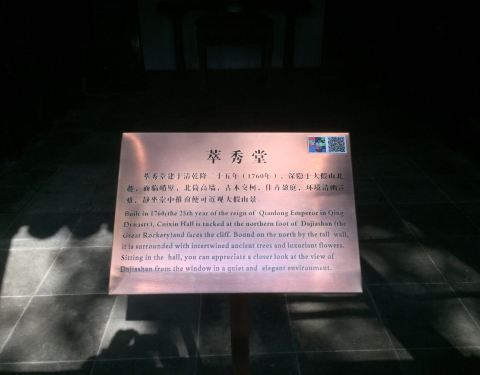 萃秀堂
萃秀堂建于清乾隆二十五年(1760年),深隐于大假山北
麓,面临峭壁,北倚高墙,古木交柯,佳卉盈庭,环境清幽
雅,静坐堂中推窗便可近观大假山景
Built in 1760(the 25th year of the reign of Qianlong Emperor in Qing
Dynasty), Cuixiu Hall is tucked at the northern foot of Dajiashan (the
Great Rockery)and faces the cliff. Bound on the north by the tall wall,
it is surrounded with intertwined ancient trees and luxuriant flowers.
Sitting in the hall, you can appreciate a closer look at the view of
Dajiashan from the window in a quiet and elegant environment.